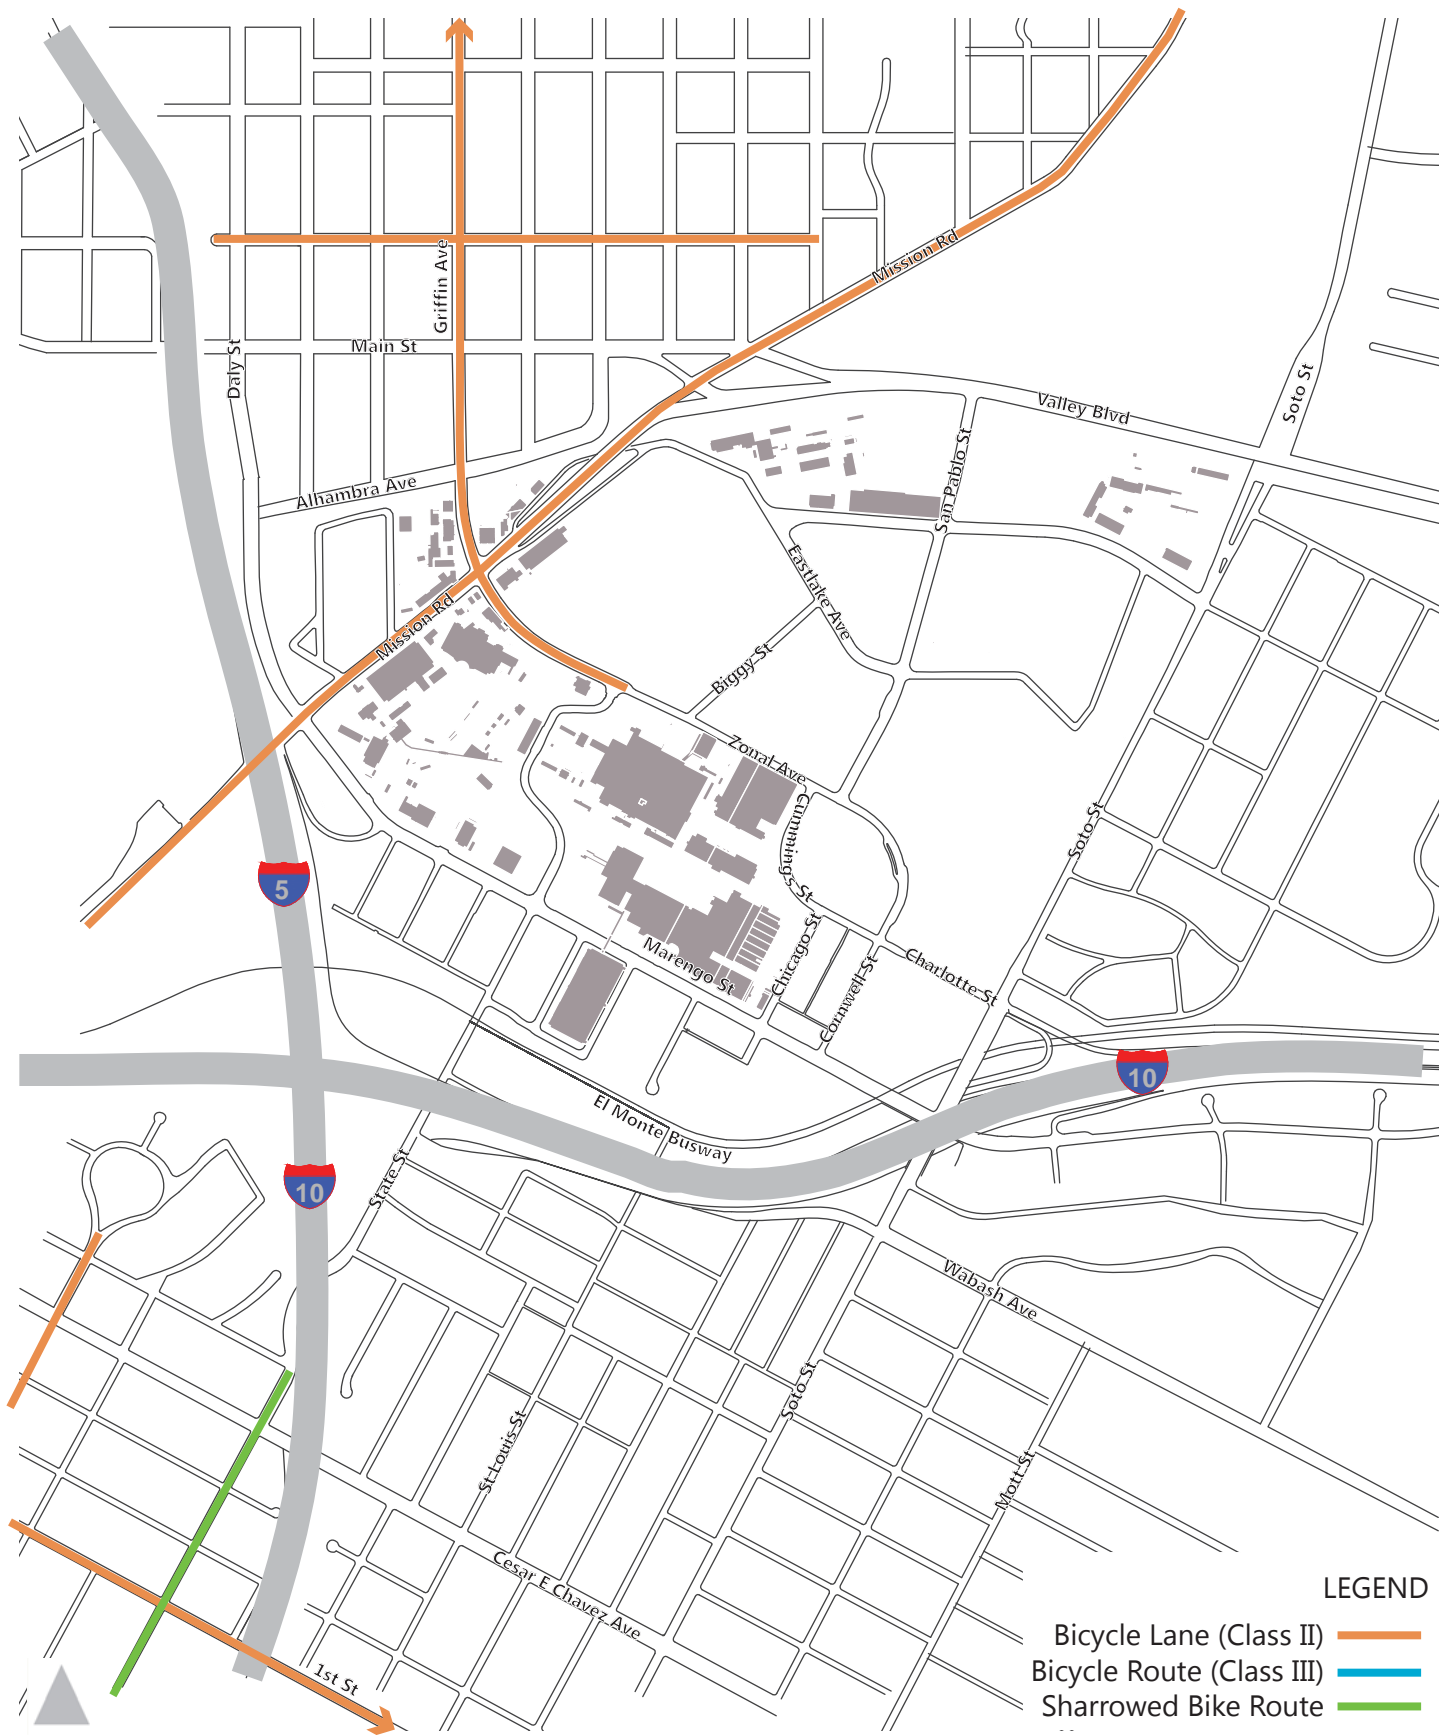 Griffin Ave
Mission Rd
Main St
Daly St
Valley Blvd
Soto St
Alhambra Ave
San Pablo St
Eastlake Ave
Mission Rd
Biggy St
Zonal Ave
Cummings St
Soto St
5
Marengo St
Chicago St
Cornwell St
Charlotte St
10
El Monte Busway
State St
10
Wabash Ave
Soto St
St Louis St
Mott St
Cesar E Chavez Ave
1st St
LEGEND
Bicycle Lane (Class II)
Bicycle Route (Class III)
Sharrowed Bike Route